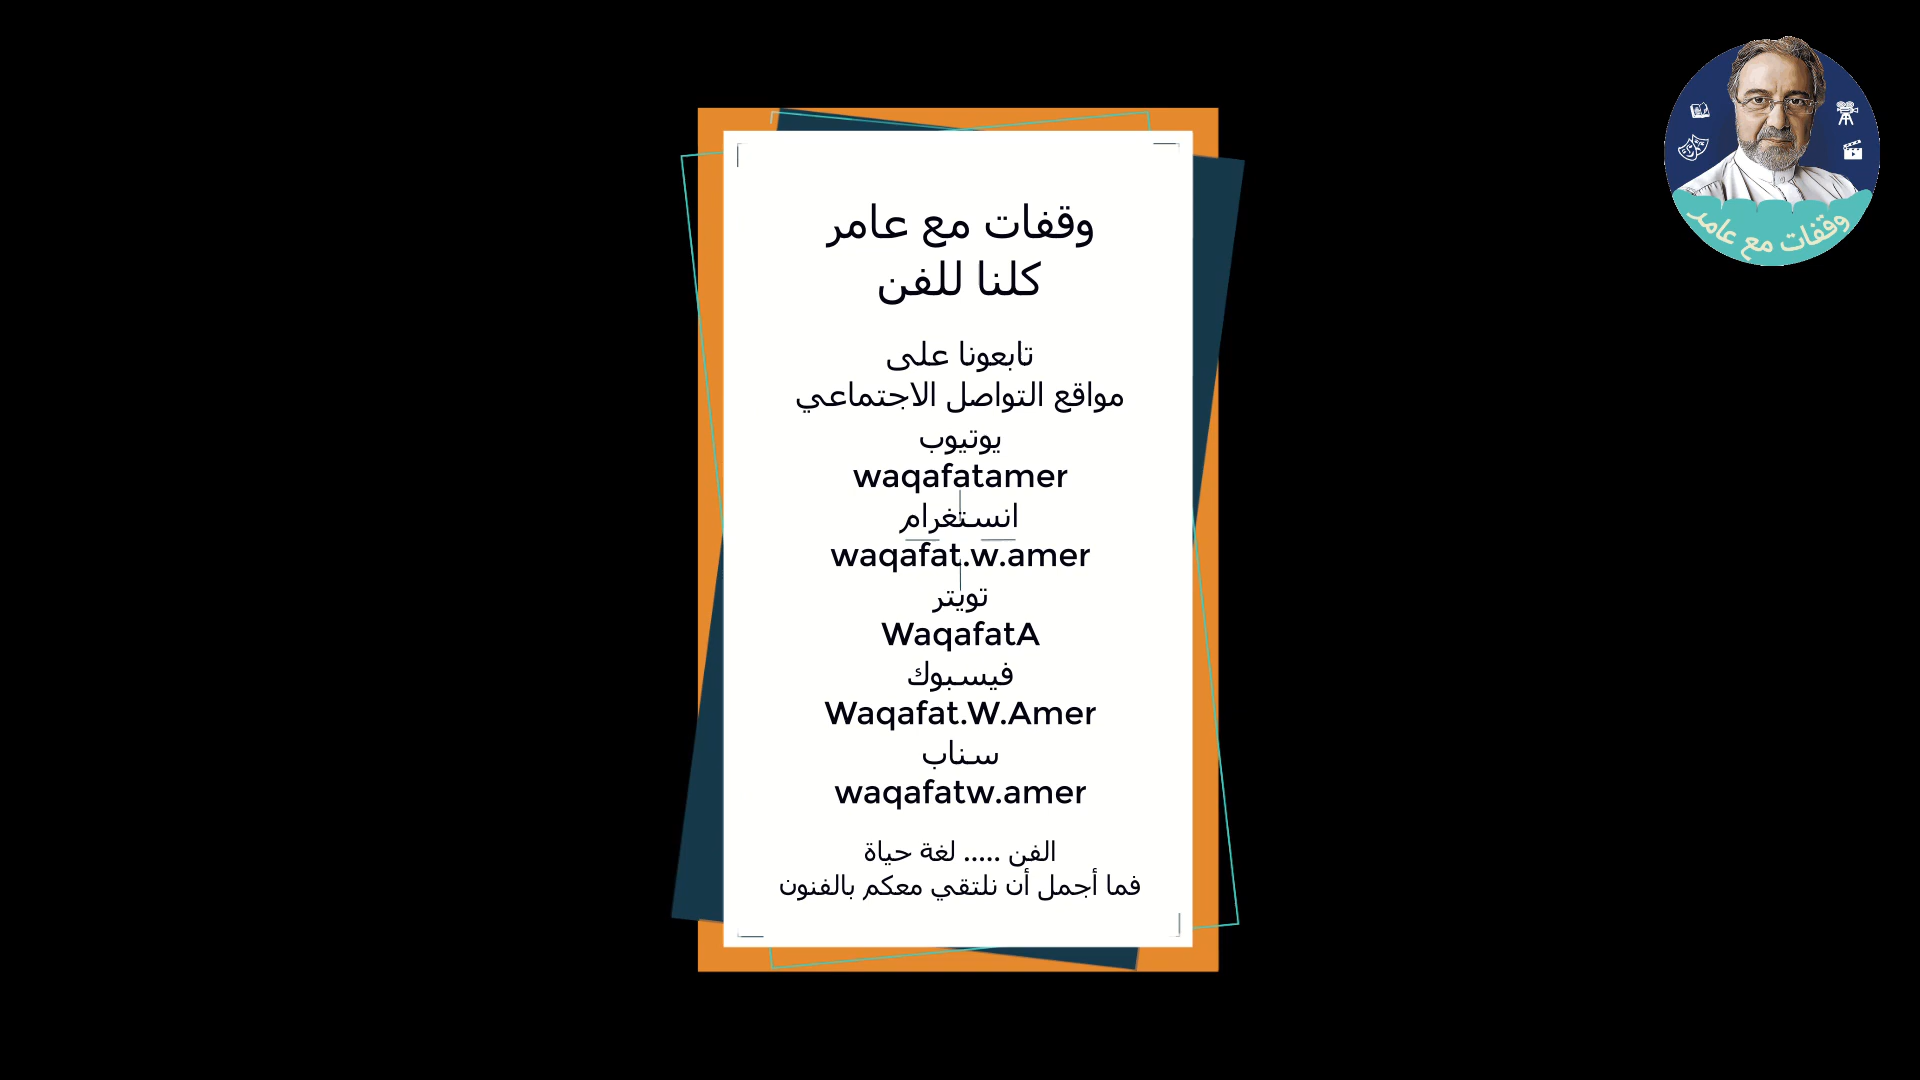 وقفات مع عامر
كلنا للفن
تابعونا على
مواقع التواصل الاجتماعي
يوتيوب
waqafatamer
انستغرام
waqafat.w.amer
تويتر
WaqafatA
فيسبوك
Waqafat.W.Amer
سناب
waqafatw.amer
الفن ..... لغة حياة
فما أجمل أن نلتقي معكم بالفنون
وقفات مع عامر